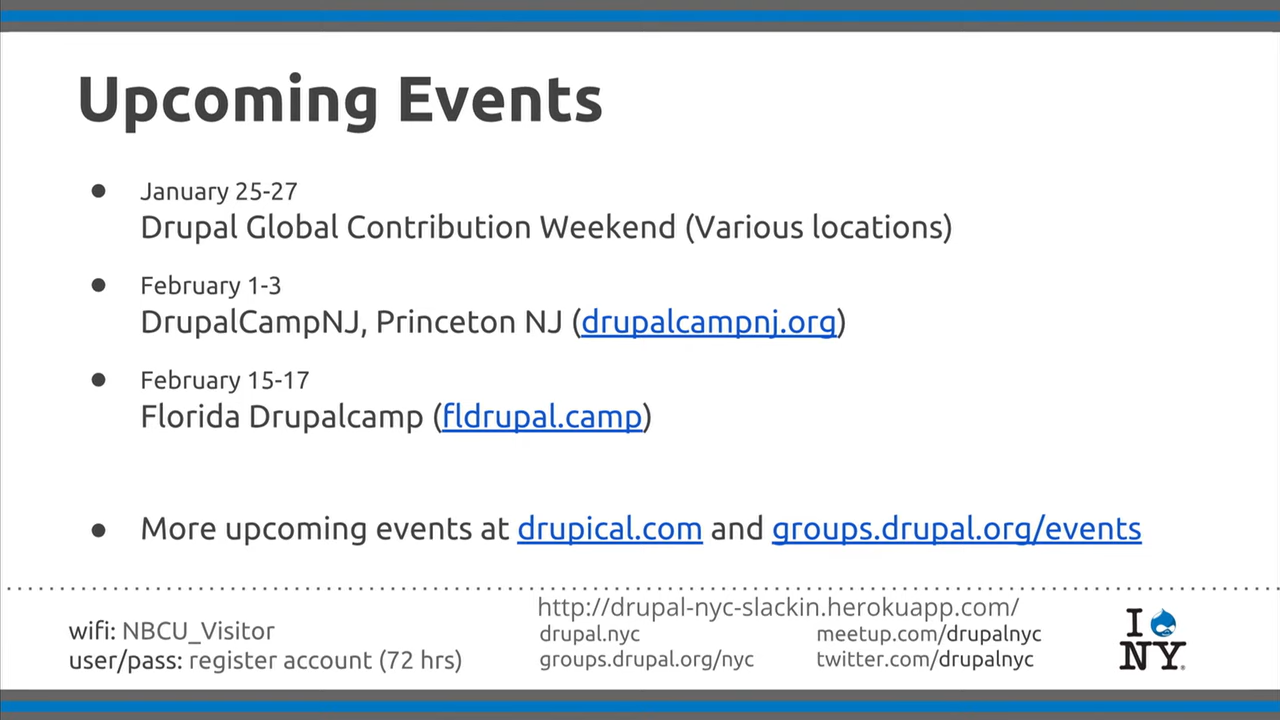 Upcoming Events
● January 25-27
Drupal Global Contribution Weekend (Various locations)
● February 1-3
DrupalCampNJ, Princeton NJ (drupalcampnj.org)
● February 15-17
Florida Drupalcamp (fldrupal.camp)
● More upcoming events at drupical.com and groups.drupal.org/events
wifi: NBCU_Visitor
user/pass: register account (72 hrs)
http://drupal-nyc-slackin.herokuapp.com/
drupal.nyc
groups.drupal.org/nyc
meetup.com/drupalnyc
twitter.com/drupalnyc
I
NY